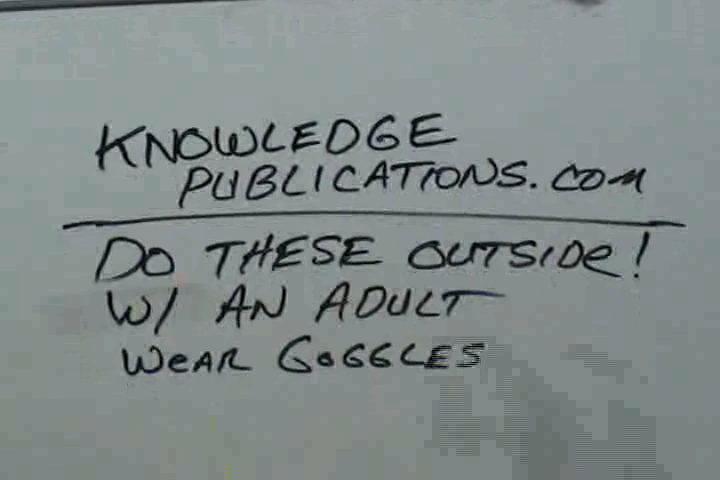 KNOWLEDGE
PUBLICATIONS.COM
DO THESE OUTSIDE!
W/ AN ADULT
WEAR GOGGLES